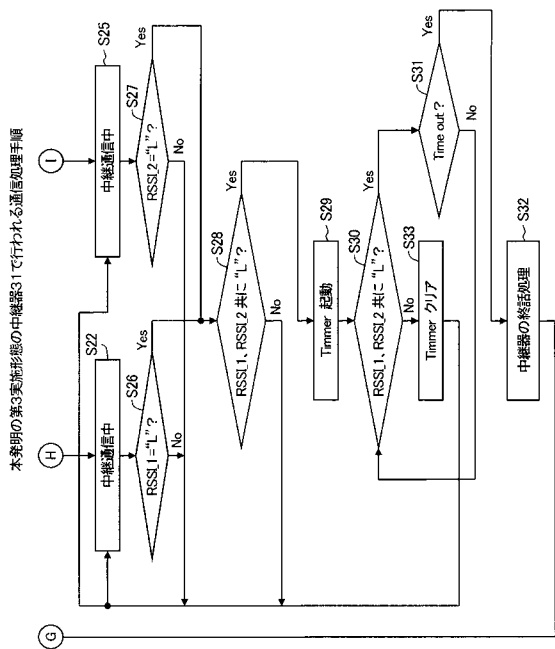 本発明の第3実施形態の中継器31で行われる通信処理手順
G
H
I
S22
中継通信中
S25
中継通信中
S26
RSSI_1=“L”?
Yes
No
S27
RSSI_2=“L”?
Yes
No
S28
RSSI_1、RSSI_2 共に “L”?
Yes
No
S29
Timmer 起動
S30
RSSI_1、RSSI_2 共に “L”?
Yes
No
S31
Time out?
Yes
No
S33
Timmer クリア
S32
中継器の終話処理